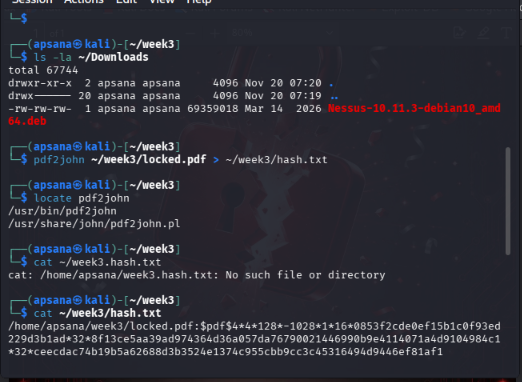 Session Actions Edit View Help
└─$
┌──(apsana㉿kali)-[~/week3]
└─$ ls -la ~/Downloads
total 67744
drwxr-xr-x  2 apsana apsana     4096 Nov 20 07:20 .
drwx------ 20 apsana apsana     4096 Nov 20 07:19 ..
-rw-rw-rw-  1 apsana apsana 69359018 Mar 14  2026 Nessus-10.11.3-debian10_amd
64.deb
┌──(apsana㉿kali)-[~/week3]
└─$ pdf2john ~/week3/locked.pdf > ~/week3/hash.txt
┌──(apsana㉿kali)-[~/week3]
└─$ locate pdf2john
/usr/bin/pdf2john
/usr/share/john/pdf2john.pl
┌──(apsana㉿kali)-[~/week3]
└─$ cat ~/week3.hash.txt
cat: /home/apsana/week3.hash.txt: No such file or directory
┌──(apsana㉿kali)-[~/week3]
└─$ cat ~/week3/hash.txt
/home/apsana/week3/locked.pdf:$pdf$4*4*128*-1028*1*16*0853f2cde0ef15b1c0f93ed
229d3b1ad*32*8f13ce5aa39ad974364d36a057da76790021446990b9e4114071a4d9104984c1
*32*ceecdac74b19b5a62688d3b3524e1374c955cbb9cc3c45316494d9446ef81af1